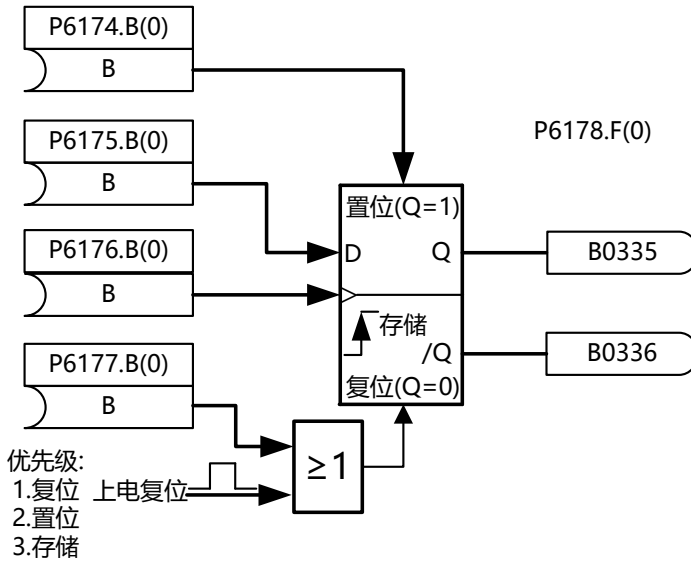 P6174.B(0)
B
P6175.B(0)
B
P6178.F(0)
置位(Q=1)
D
Q
B0335
P6176.B(0)
B
存储
/Q
B0336
复位(Q=0)
P6177.B(0)
B
≥1
优先级:
1.复位
上电复位
2.置位
3.存储